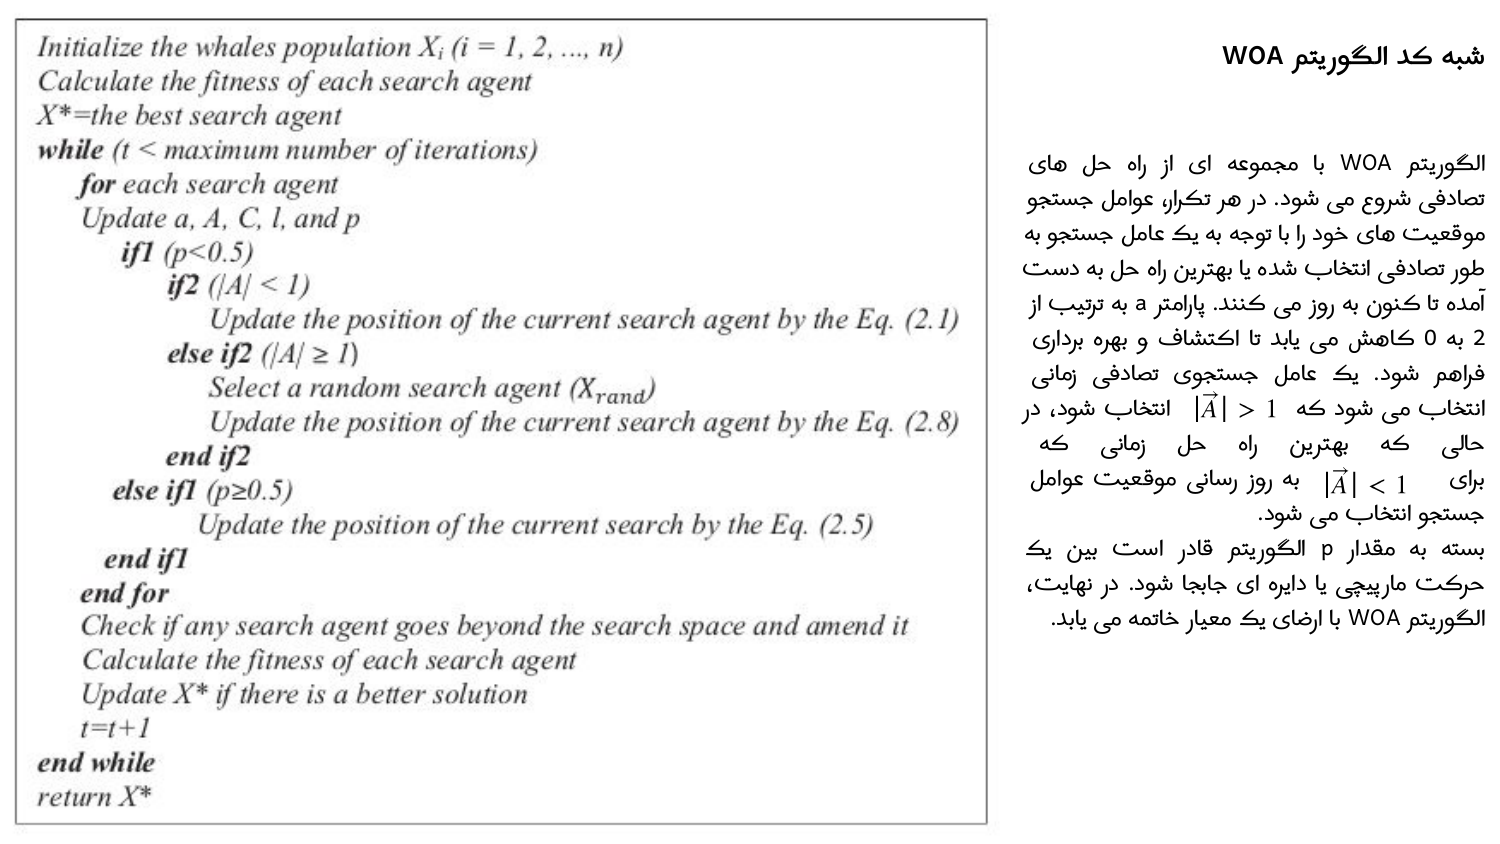 شبه کد الگوریتم WOA
الگوریتم WOA با مجموعه ای از راه حل های
تصادفی شروع می شود. در هر تکرار، عوامل جستجو
موقعیت های خود را با توجه به یک عامل جستجو به
طور تصادفی انتخاب شده یا بهترین راه حل به دست
آمده تا کنون به روز می کنند. پارامتر a به ترتیب از
2 به 0 کاهش می یابد تا اکتشاف و بهره برداری
فراهم شود. یک عامل جستجوی تصادفی زمانی
انتخاب می شود که |A⃗| > 1 انتخاب شود، در
حالی که بهترین راه حل زمانی که
برای |A⃗| < 1 به روز رسانی موقعیت عوامل
جستجو انتخاب می شود.
بسته به مقدار p الگوریتم قادر است بین یک
حرکت مارپیچی یا دایره ای جابجا شود. در نهایت،
الگوریتم WOA با ارضای یک معیار خاتمه می یابد.
Initialize the whales population Xᵢ (i = 1, 2, ..., n)
Calculate the fitness of each search agent
X*=the best search agent
while (t < maximum number of iterations)
for each search agent
Update a, A, C, l, and p
if1 (p<0.5)
if2 (|A| < 1)
Update the position of the current search agent by the Eq. (2.1)
else if2 (|A| ≥ 1)
Select a random search agent (X_rand)
Update the position of the current search agent by the Eq. (2.8)
end if2
else if1 (p≥0.5)
Update the position of the current search by the Eq. (2.5)
end if1
end for
Check if any search agent goes beyond the search space and amend it
Calculate the fitness of each search agent
Update X* if there is a better solution
t=t+1
end while
return X*